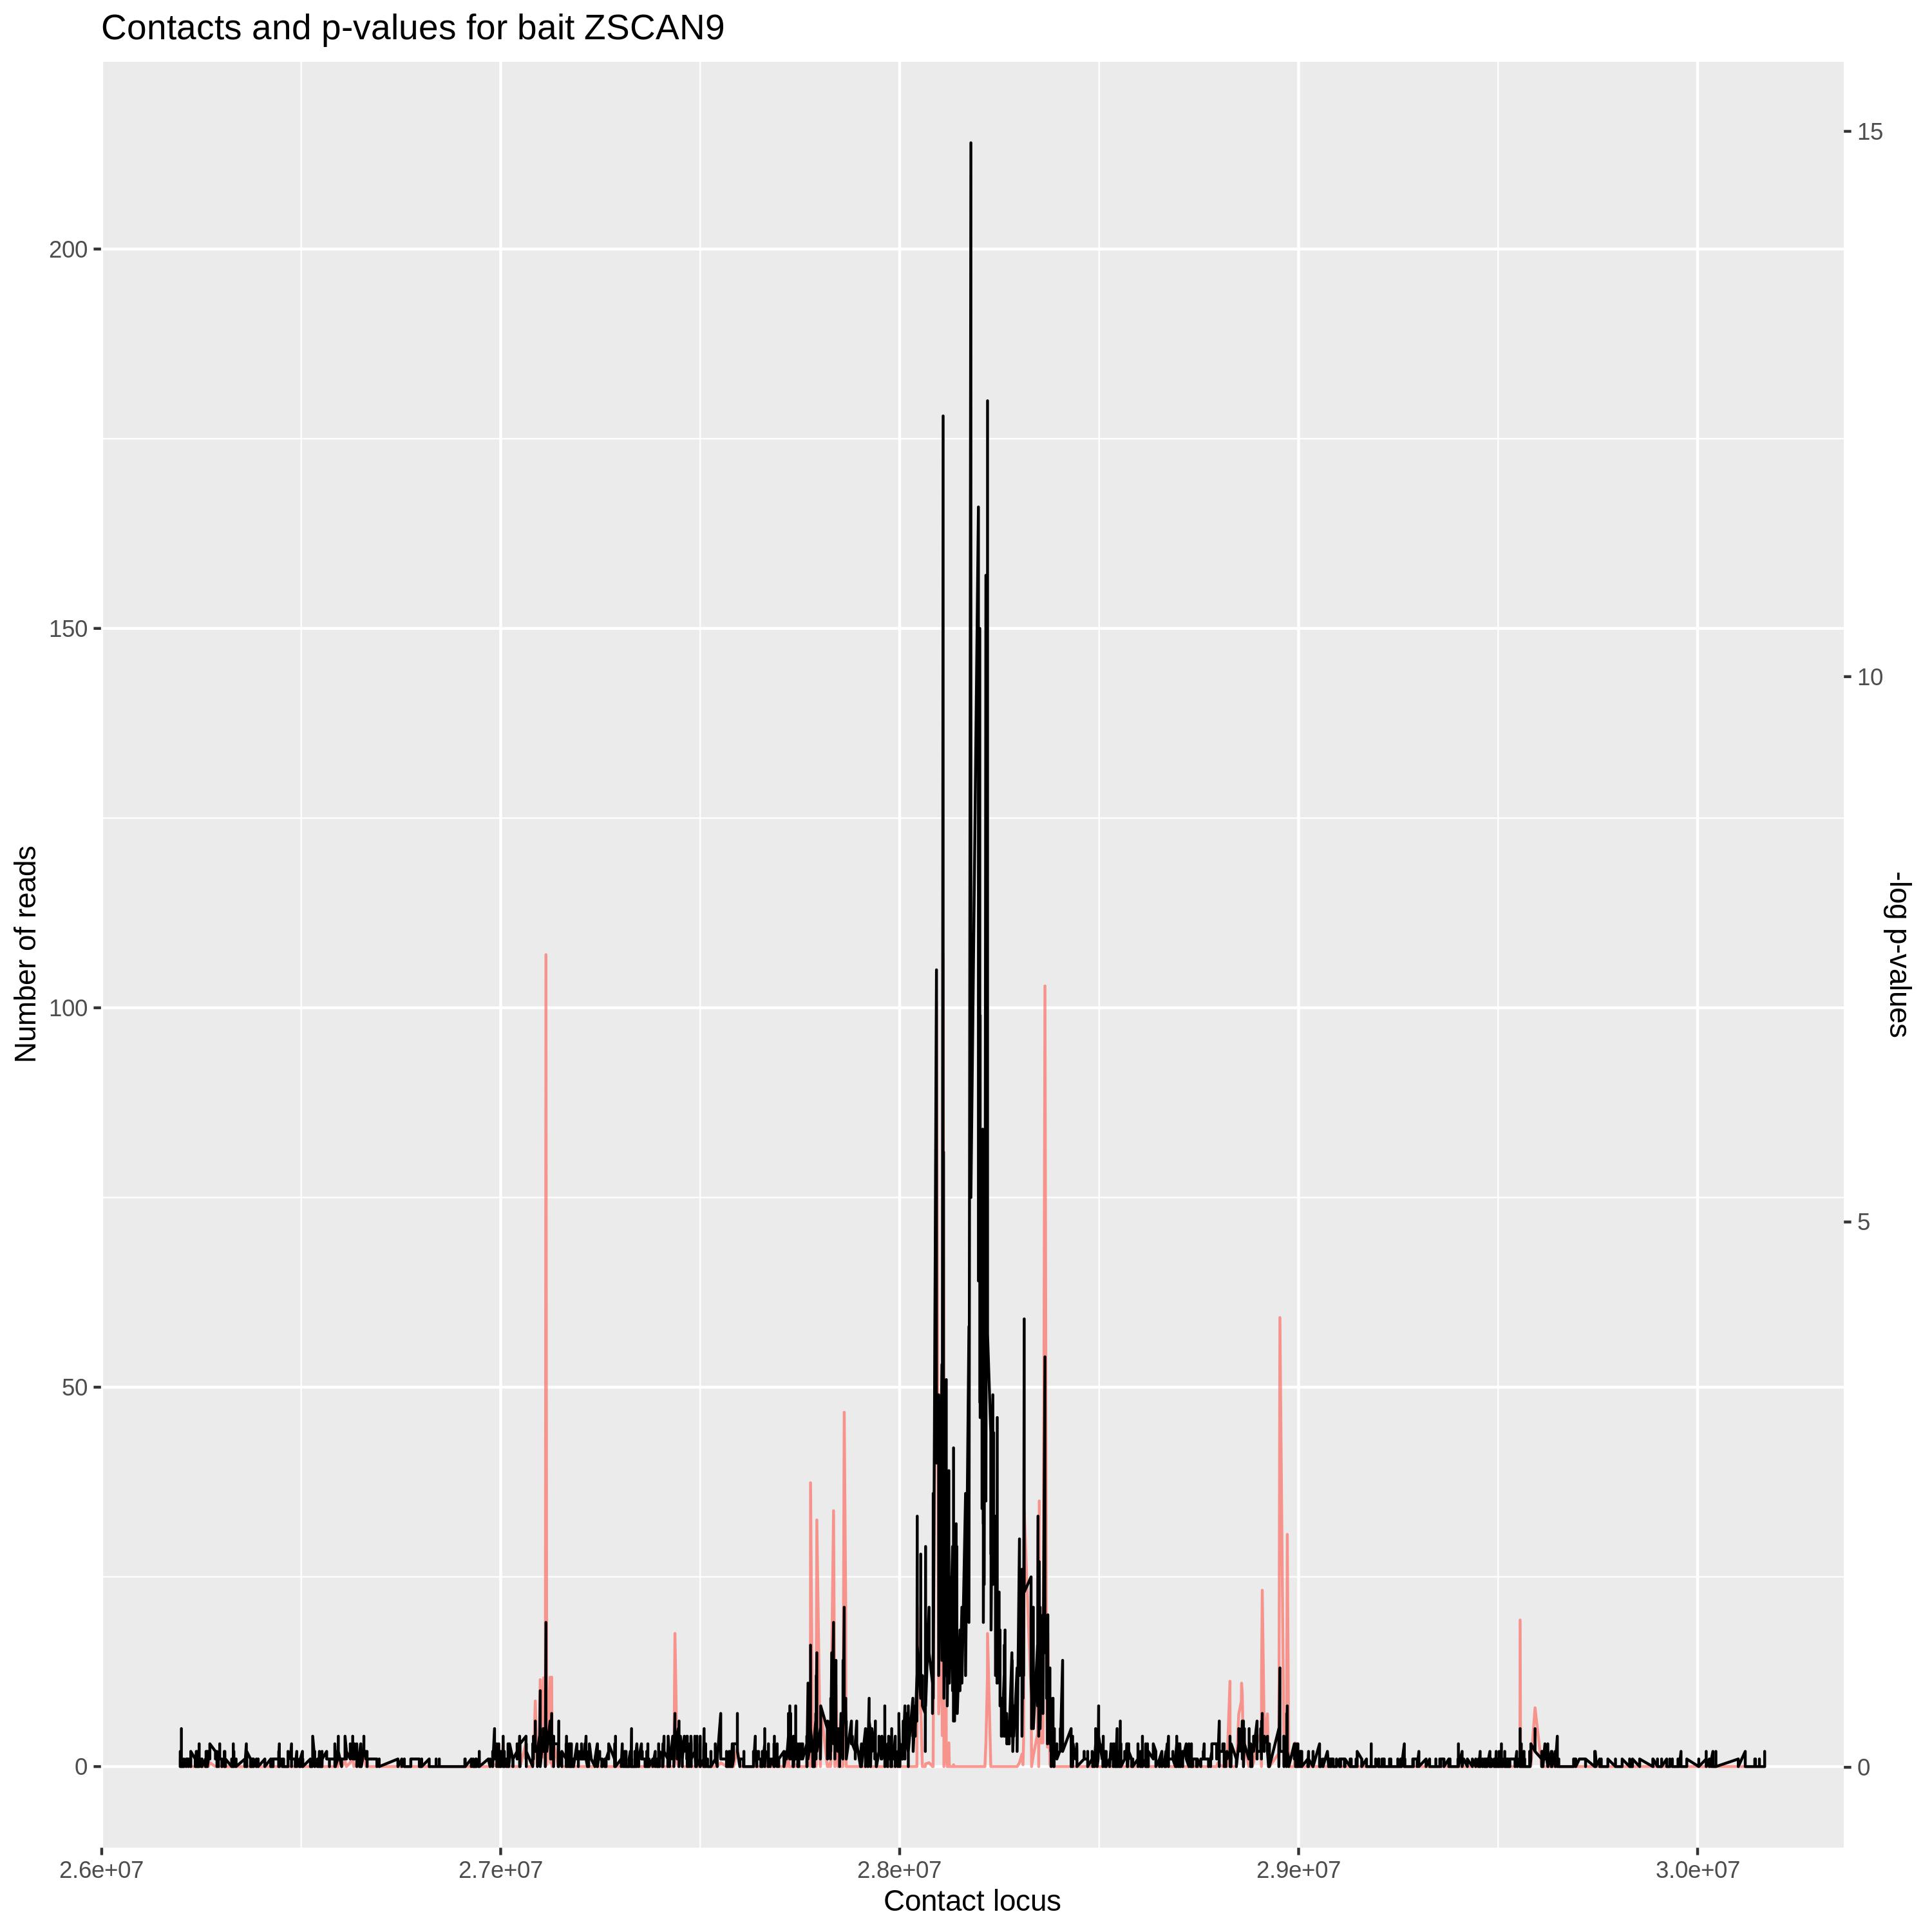 Contacts and p-values for bait ZSCAN9
200
150
100
50
0
Number of reads
15
10
5
0
-log p-values
2.6e+07
2.7e+07
2.8e+07
2.9e+07
3.0e+07
Contact locus